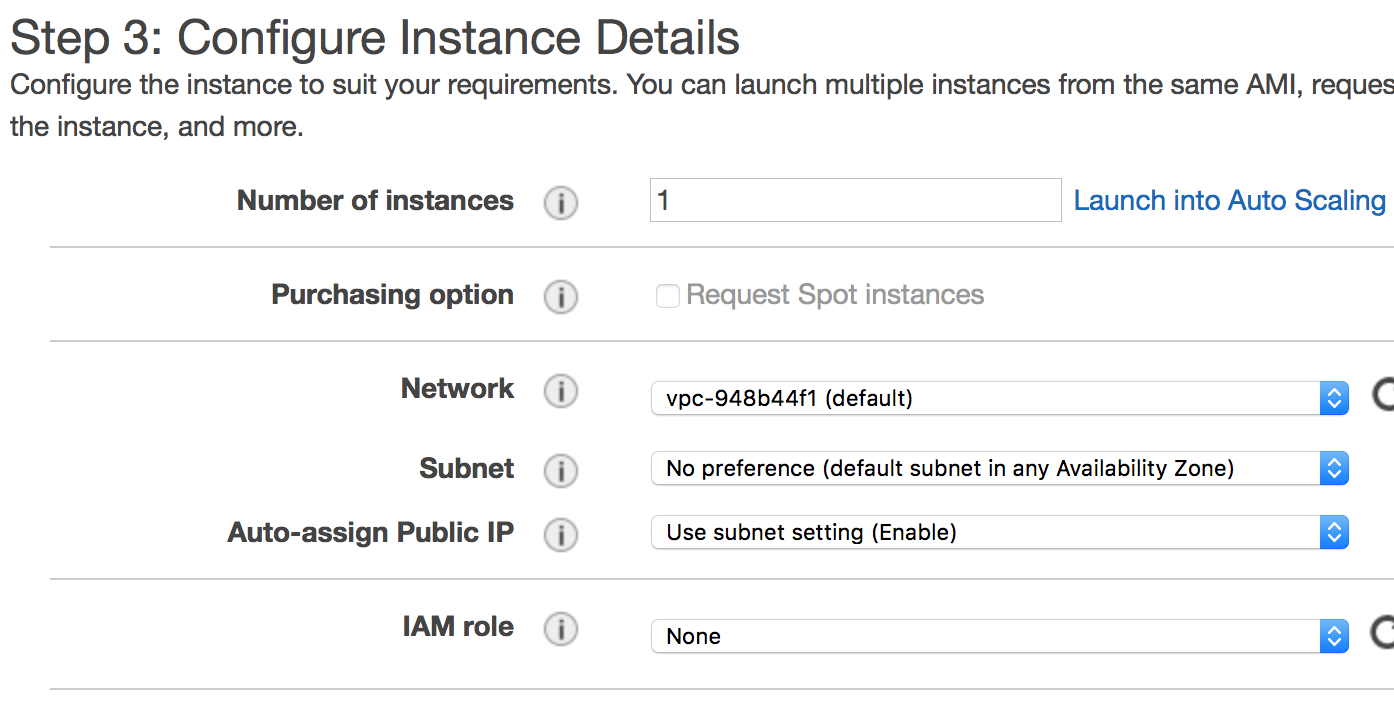 Step 3: Configure Instance Details
Configure the instance to suit your requirements. You can launch multiple instances from the same AMI, reques
the instance, and more.
Number of instances 1 Launch into Auto Scaling
Purchasing option Request Spot instances
Network vpc-948b44f1 (default)
Subnet No preference (default subnet in any Availability Zone)
Auto-assign Public IP Use subnet setting (Enable)
IAM role None